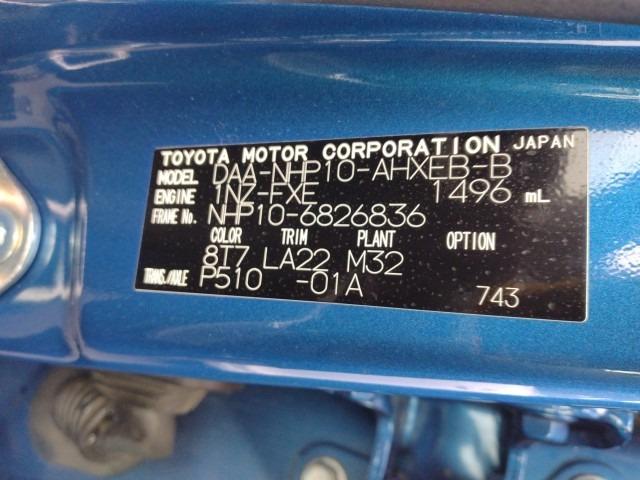 TOYOTA MOTOR CORPORATION JAPAN
MODEL DAA-NHP10-AHXEB-B
ENGINE 1NZ-FXE 1496 mL
FRAME No. NHP10-6826836
COLOR TRIM PLANT OPTION
8T7 LA22 M32
TRANS./AXLE P510 -01A
743